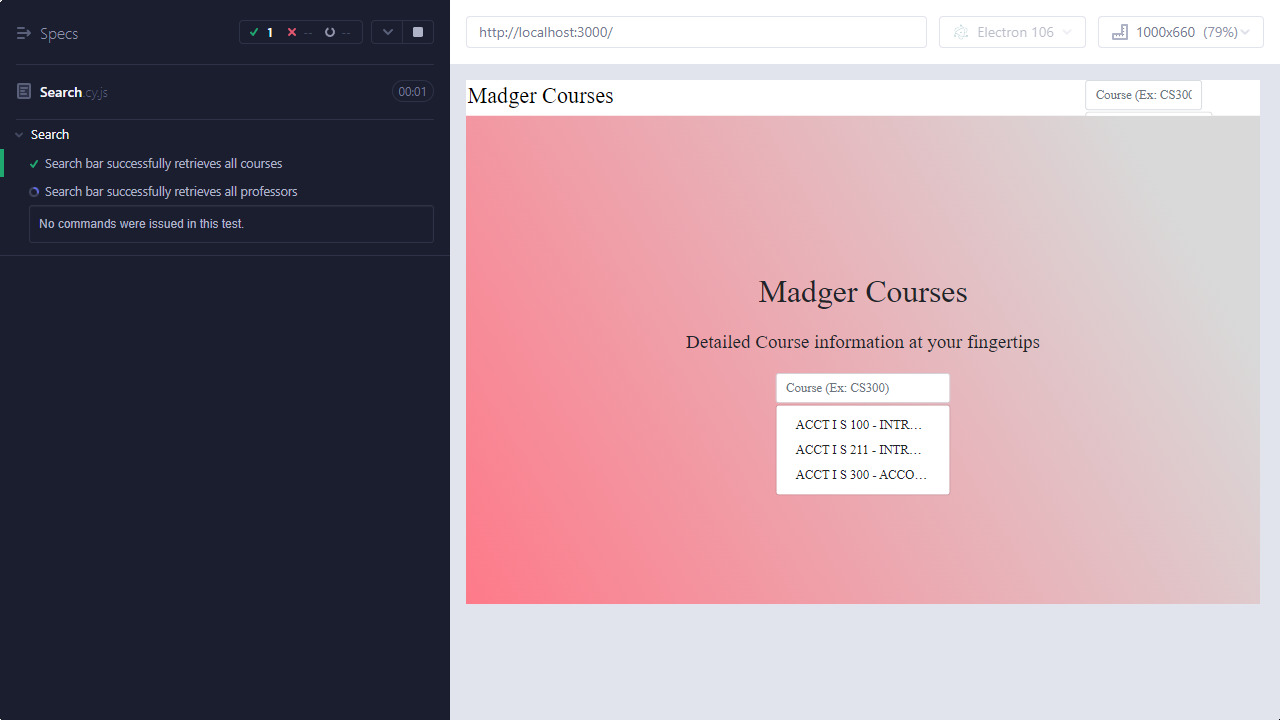 Specs
1 -- --
Search.cy.js
00:01
Search
Search bar successfully retrieves all courses
Search bar successfully retrieves all professors
No commands were issued in this test.
http://localhost:3000/
Electron 106
1000x660 (79%)
Madger Courses
Course (Ex: CS300
Madger Courses
Detailed Course information at your fingertips
Course (Ex: CS300)
ACCT I S 100 - INTR...
ACCT I S 211 - INTR...
ACCT I S 300 - ACCO...